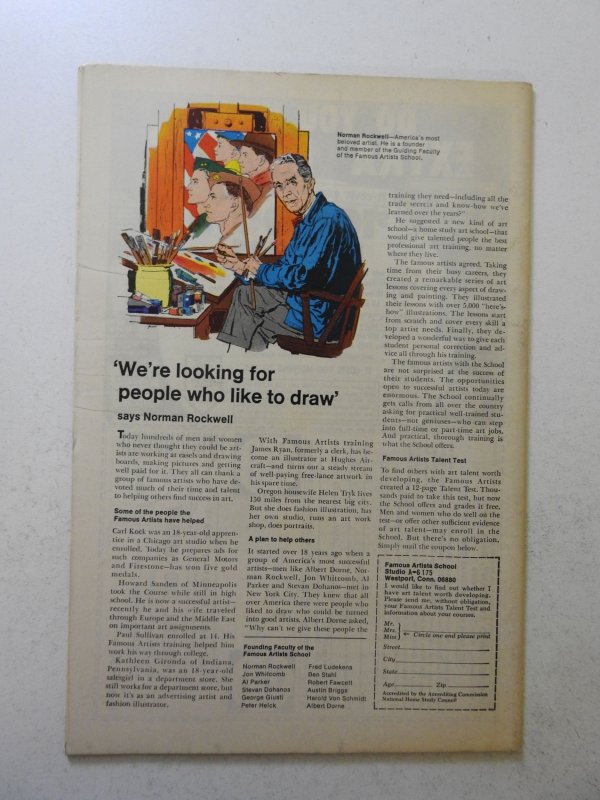 Norman Rockwell—America's most
beloved artist. He is a founder
and member of the Guiding Faculty
of the Famous Artists School.
'We're looking for
people who like to draw'
says Norman Rockwell
Today hundreds of men and women
who never thought they could be art-
ists are working at easels and drawing
boards, making pictures and getting
well paid for it. They all can thank a
group of famous artists who have de-
voted much of their time and talent
to helping others find success in art.
Some of the people the
Famous Artists have helped
Carl Kock was an 18-year-old appren-
tice in a Chicago art studio when he
enrolled. Today he prepares ads for
such companies as General Motors
and Firestone—has won five gold
medals.
Howard Sanden of Minneapolis
took the Course while still in high
school. He is now a successful artist—
recently he and his wife traveled
through Europe and the Middle East
on important art assignments.
Paul Sullivan enrolled at 14. His
Famous Artists training helped him
work his way through college.
Kathleen Gironda of Indiana,
Pennsylvania, was an 18-year-old
salesgirl in a department store. She
still works for a department store, but
now it's as an advertising artist and
fashion illustrator.
With Famous Artists training
James Ryan, formerly a clerk, has be-
come an illustrator at Hughes Air-
craft—and turns out a steady stream
of well-paying free-lance artwork in
his spare time.
Oregon housewife Helen Tryk lives
150 miles from the nearest big city.
But she does fashion illustration, has
her own studio, runs an art work
shop, does portraits.
A plan to help others
It started over 18 years ago when a
group of America's most successful
artists—men like Albert Dorne, Nor-
man Rockwell, Jon Whitcomb, Al
Parker and Stevan Dohanos—met in
New York City. They knew that all
over America there were people who
liked to draw who could be turned
into good artists. Albert Dorne asked,
"Why can't we give these people the
Founding Faculty of the
Famous Artists School
Norman Rockwell
Jon Whitcomb
Al Parker
Stevan Dohanos
George Giusti
Peter Helck
Fred Ludekens
Ben Stahl
Robert Fawcett
Austin Briggs
Harold Von Schmidt
Albert Dorne
training they need—including all the
trade secrets and know-how we've
learned over the years?"
He suggested a new kind of art
school—a home study art school—that
would give talented people the best
professional art training, no matter
where they live.
The famous artists agreed. Taking
time from their busy careers, they
created a remarkable series of art
lessons covering every aspect of draw-
ing and painting. They illustrated
their lessons with over 5,000 "here's-
how" illustrations. The lessons start
from scratch and cover every skill a
top artist needs. Finally, they de-
veloped a wonderful way to give each
student personal correction and ad-
vice all through his training.
The famous artists with the School
are not surprised at the success of
their students. The opportunities
open to successful artists today are
enormous. The School continually
gets calls from all over the country
asking for practical well-trained stu-
dents—not geniuses—who can step
into full-time or part-time art jobs.
And practical, thorough training is
what the School offers.
Famous Artists Talent Test
To find others with art talent worth
developing, the Famous Artists
created a 12-page Talent Test. Thou-
sands paid to take this test, but now
the School offers and grades it free.
Men and women who do well on the
test—or offer other sufficient evidence
of art talent—may enroll in the
School. But there's no obligation.
Simply mail the coupon below.
Famous Artists School
Studio A-6175
Westport, Conn. 06880
I would like to find out whether I
have art talent worth developing.
Please send me, without obligation,
your Famous Artists Talent Test and
information about your courses.
Mr.
Mrs.
Miss
Circle one and please print
Street
City
State
Age Zip
Accredited by the Accrediting Commission
National Home Study Council